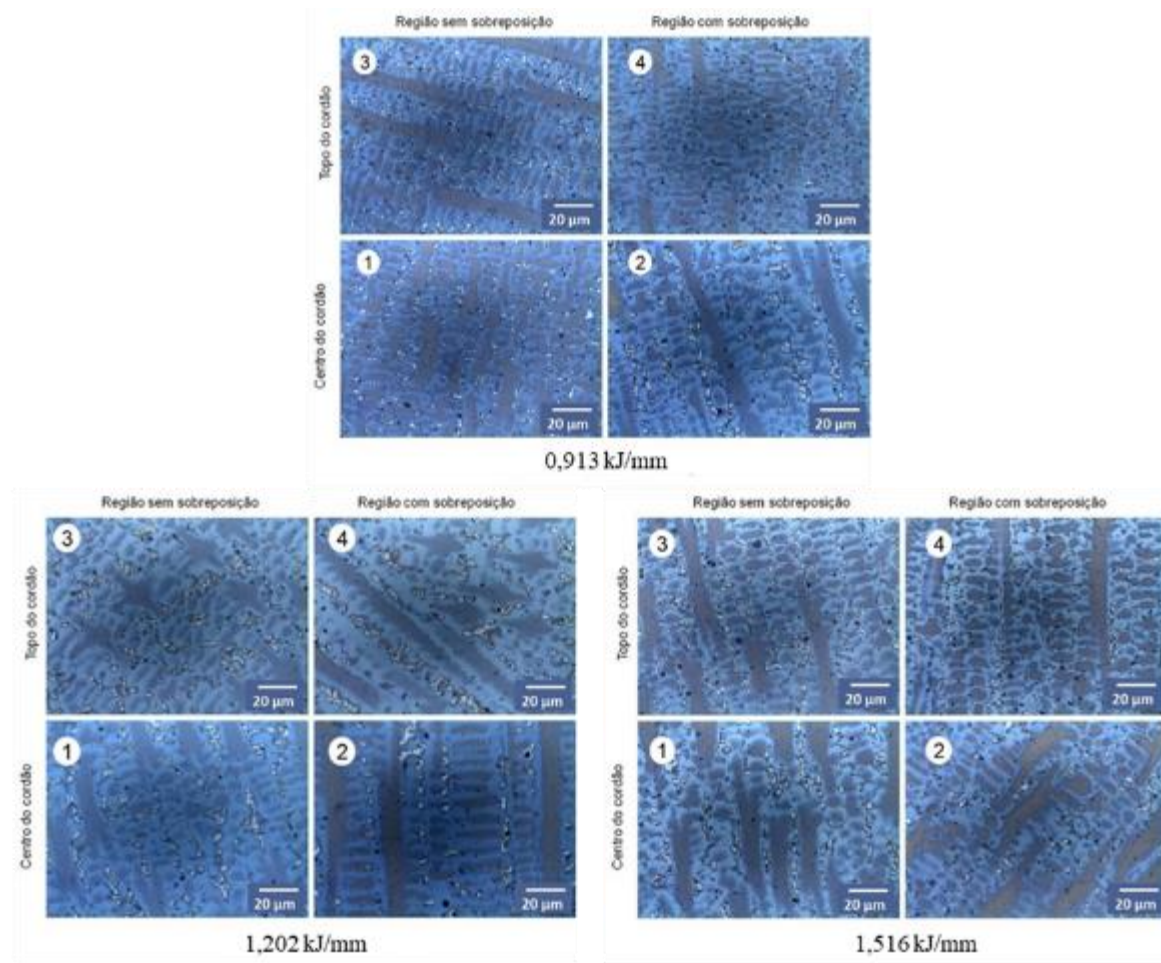 Região sem sobreposição Região com sobreposição
Topo do cordão
3 4
20 µm 20 µm
Centro do cordão
1 2
20 µm 20 µm
0,913 kJ/mm
Região sem sobreposição Região com sobreposição
Topo do cordão
3 4
20 µm 20 µm
Centro do cordão
1 2
20 µm 20 µm
1,202 kJ/mm
Região sem sobreposição Região com sobreposição
Topo do cordão
3 4
20 µm 20 µm
Centro do cordão
1 2
20 µm 20 µm
1,516 kJ/mm